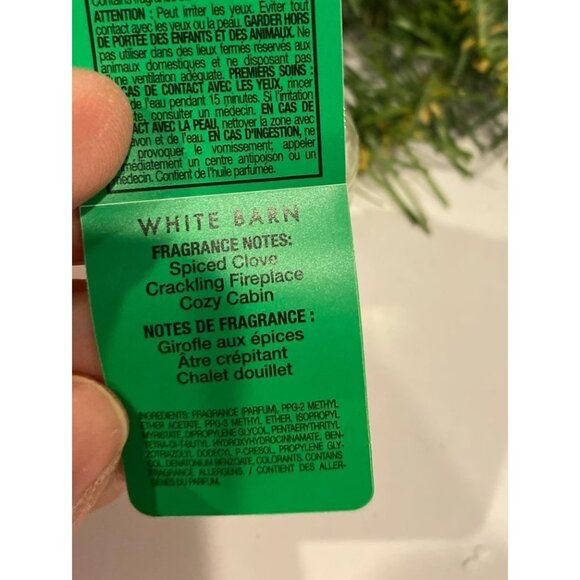 Contains fragrance
ATTENTION : Peut irriter les yeux. Éviter tout
contact avec les yeux ou la peau. GARDER HORS
DE PORTÉE DES ENFANTS ET DES ANIMAUX. Ne
pas utiliser dans des lieux fermés réservés aux
animaux domestiques et ne disposant pas
une ventilation adéquate. PREMIERS SOINS :
CAS DE CONTACT AVEC LES YEUX, rincer
de l'eau pendant 15 minutes. Si l'irritation
consulter un médecin. EN CAS DE
TACT AVEC LA PEAU, nettoyer la zone avec
avon et de l'eau. EN CAS D'INGESTION, ne
provoquer le vomissement; appeler
médiatement un centre antipoison ou un
médecin. Contient de l'huile parfumée.
WHITE BARN
FRAGRANCE NOTES:
Spiced Clove
Crackling Fireplace
Cozy Cabin
NOTES DE FRAGRANCE :
Girofle aux épices
Âtre crépitant
Chalet douillet
INGREDIENTS: FRAGRANCE (PARFUM), PPG-2 METHYL
ETHER ACETATE, PPG-3 METHYL ETHER, ISOPROPYL
MYRISTATE, DIPROPYLENE GLYCOL, PENTAERYTHRITYL
TETRA-DI-T-BUTYL HYDROXYHYDROCINNAMATE, BEN-
ZOTRIAZOLYL DODECYL P-CRESOL, PROPYLENE GLY-
COL, DENATONIUM BENZOATE, COLORANTS. CONTAINS
FRAGRANCE ALLERGENS. / CONTIENT DES ALLER-
GÈNES DU PARFUM.